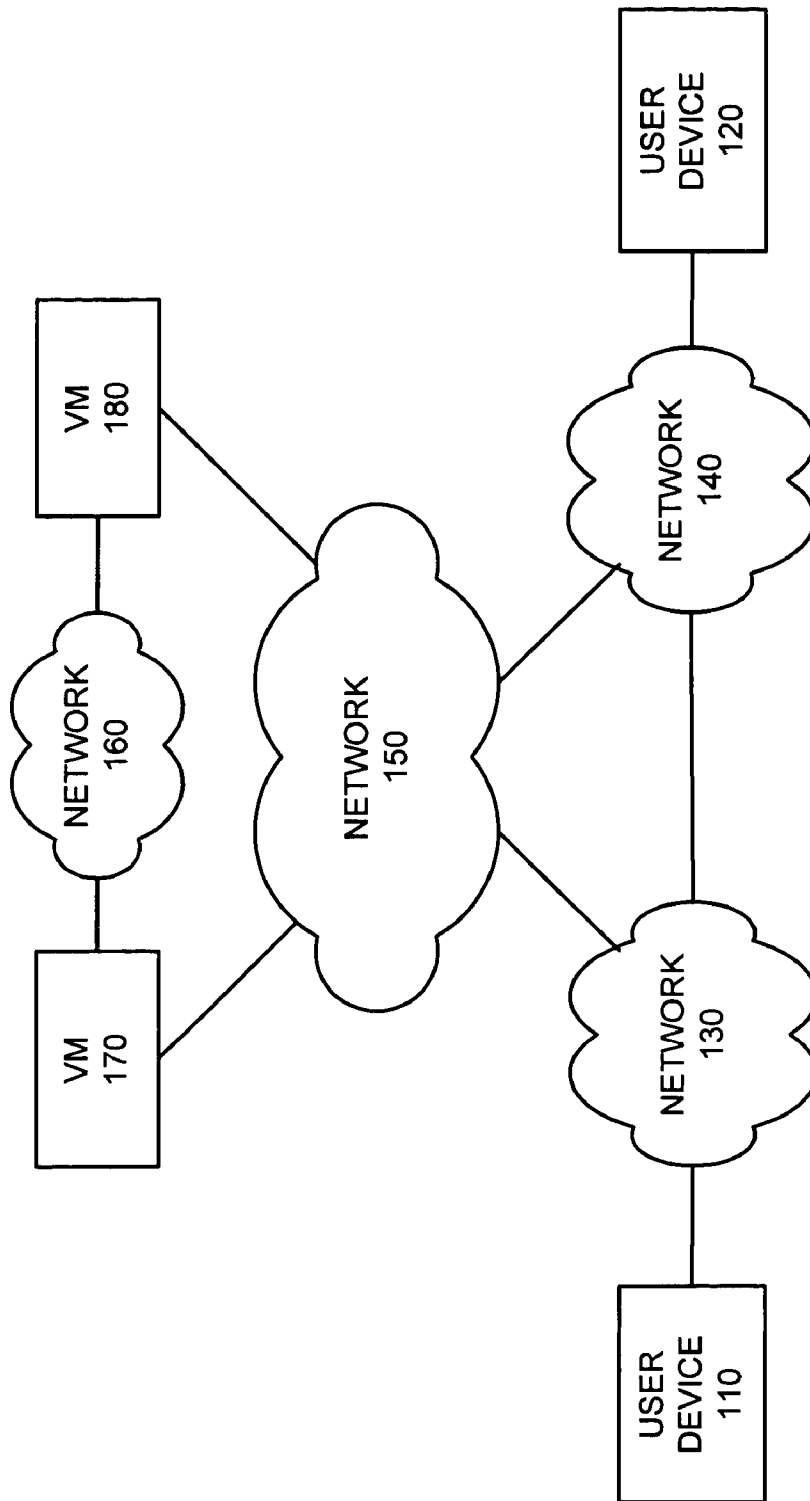 VM
170
NETWORK
160
VM
180
NETWORK
150
NETWORK
130
NETWORK
140
USER
DEVICE
110
USER
DEVICE
120